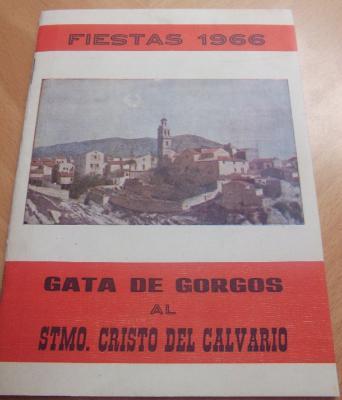 FIESTAS 1966
GATA DE GORGOS
AL
STMO. CRISTO DEL CALVARIO